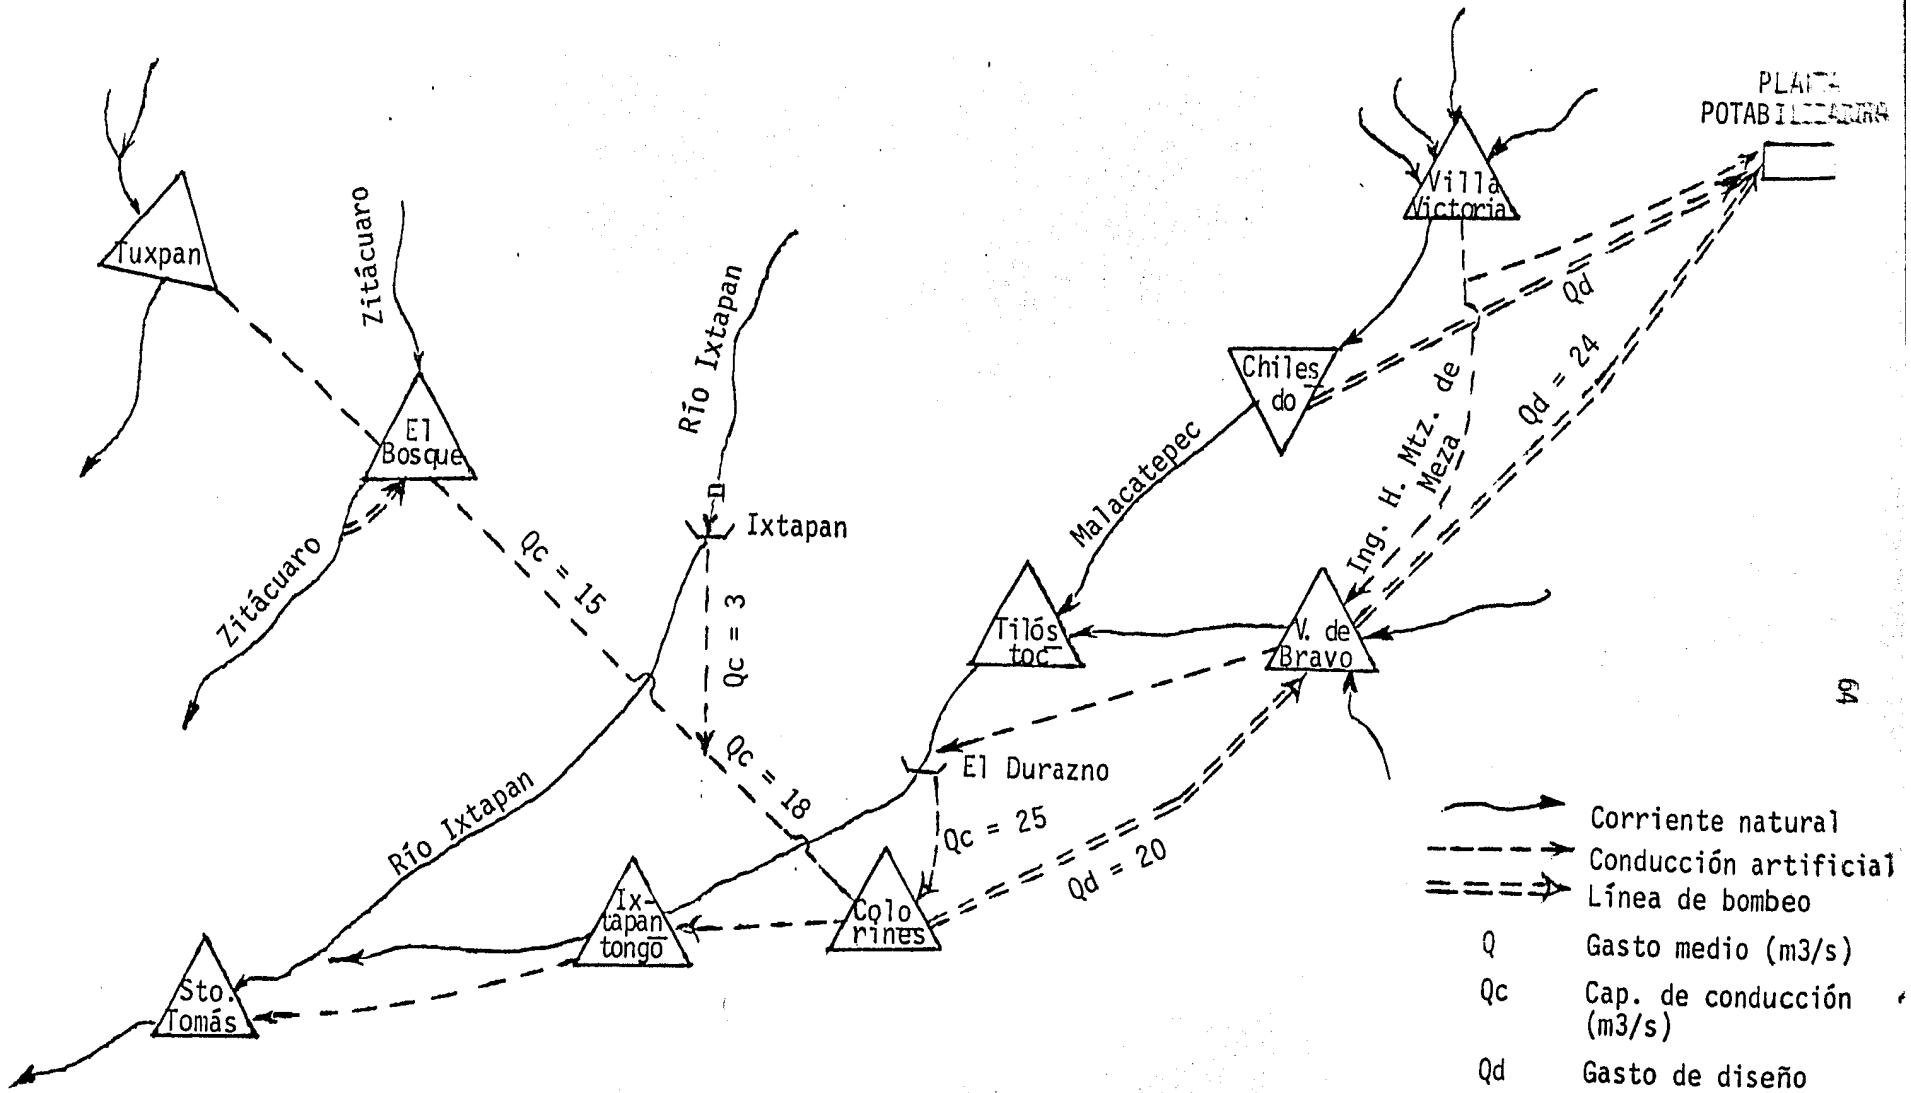 PLANTA
POTABILIZADORA
Villa
Victoria
Tuxpan
Zitácuaro
Río Ixtapan
Qd
Chiles
do
Qd = 24
El
Bosque
Ing. H. Mtz. de
Meza
Malacatepec
Ixtapan
Qc = 15
Zitácuaro
Qc = 3
Tilós
toc
V. de
Bravo
64
Qc = 18
El Durazno
Río Ixtapan
Qc = 25
Qd = 20
Ix-
tapan
tongo
Colo
rines
Sto.
Tomás
Corriente natural
Conducción artificial
Línea de bombeo
Q Gasto medio (m3/s)
Qc Cap. de conducción
(m3/s)
Qd Gasto de diseño